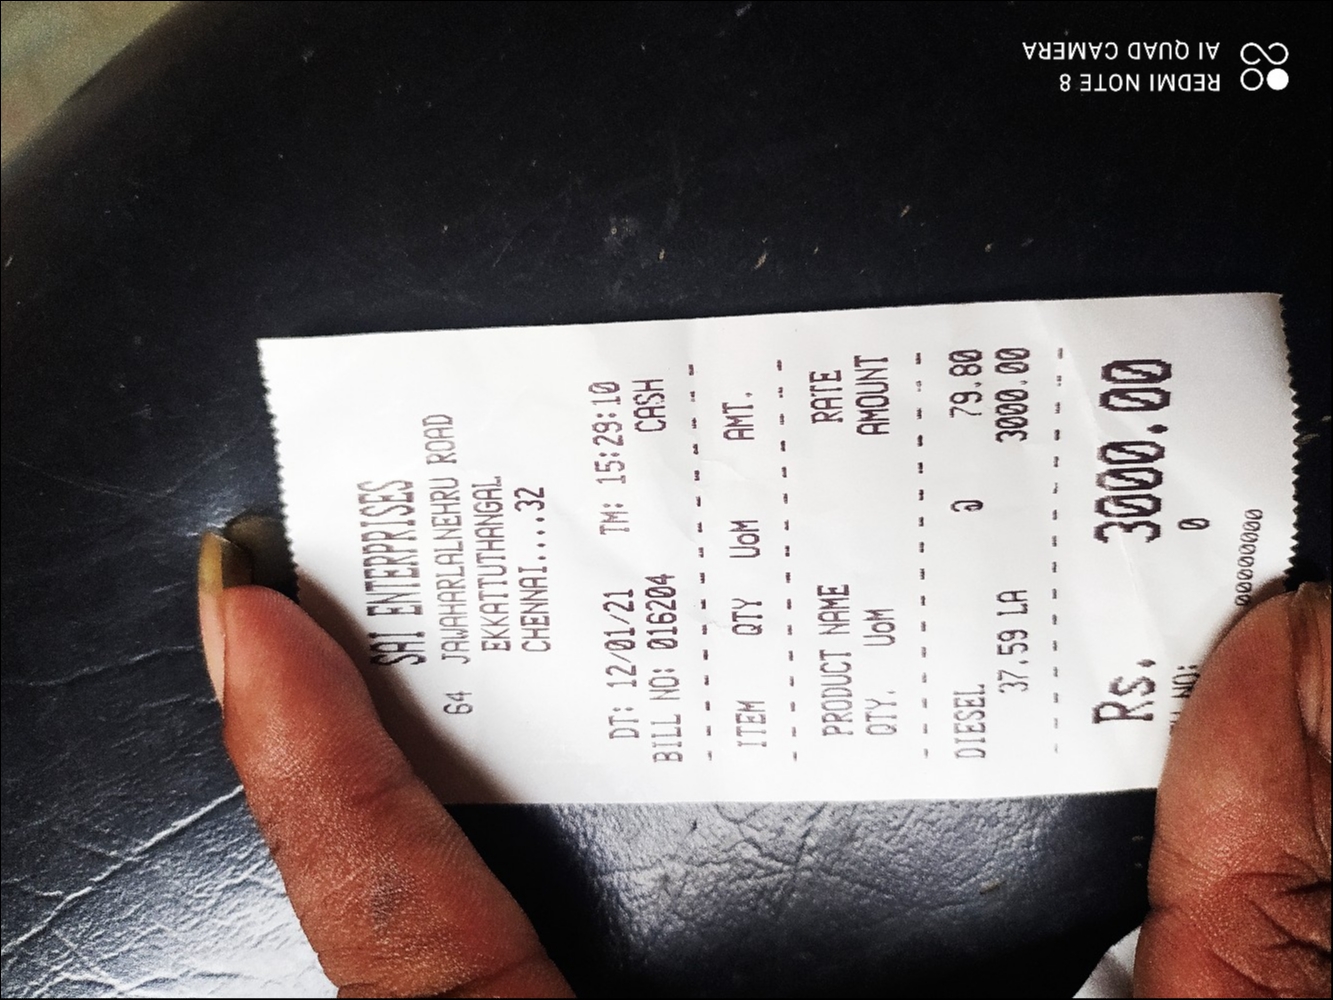 SAI ENTERPRISES
64 JAWAHARLALNEHRU ROAD
EKKATTUTHANGAL
CHENNAI....32
DT: 12/01/21 TM: 15:29:10
BILL NO: 016204 CASH
ITEM QTY UoM AMT.
PRODUCT NAME RATE
QTY. UoM AMOUNT
DIESEL @ 79.80
37.59 LA 3000.00
Rs. 3000.00
NO: 0
000000000
REDMI NOTE 8
AI QUAD CAMERA